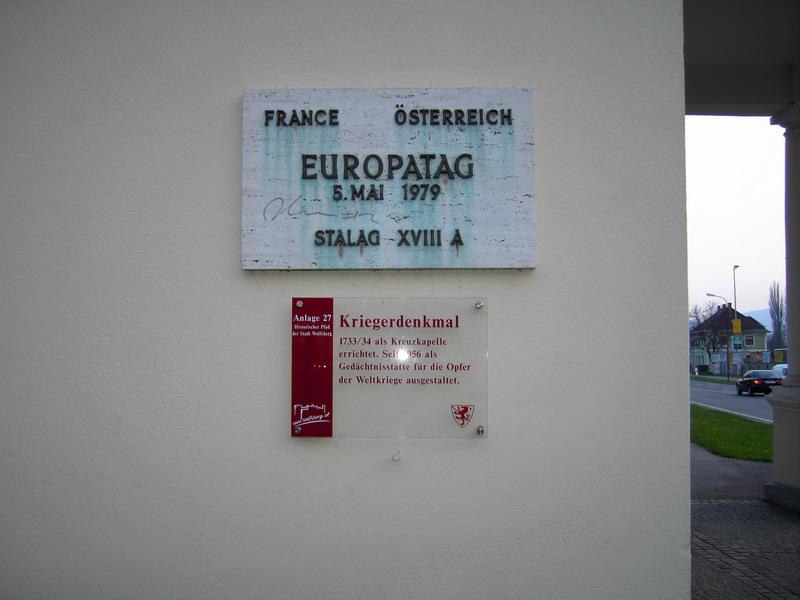 FRANCE ÖSTERREICH
EUROPATAG
5. MAI 1979
STALAG XVIII A
Anlage 27
Historischer Pfad
der Stadt Wolfsberg
Kriegerdenkmal
1733/34 als Kreuzkapelle
errichtet. Seit 1956 als
Gedächtnisstätte für die Opfer
der Weltkriege ausgestaltet.